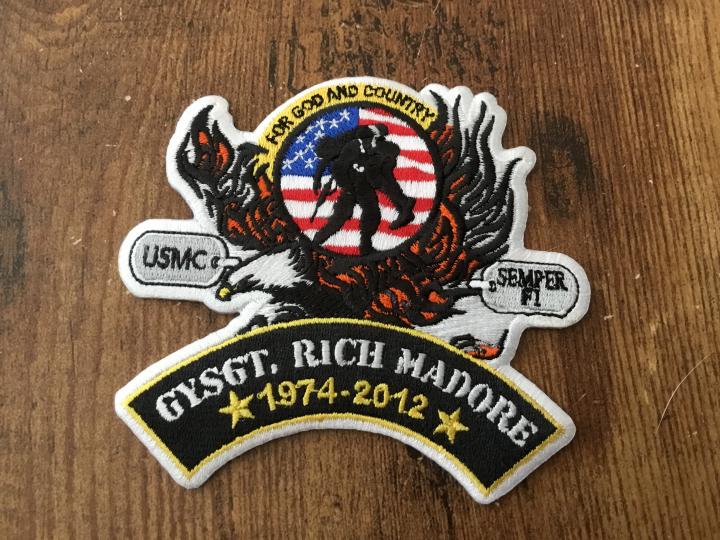 FOR GOD AND COUNTRY
USMC
SEMPER
FI
GYSGT. RICH MADORE
1974-2012